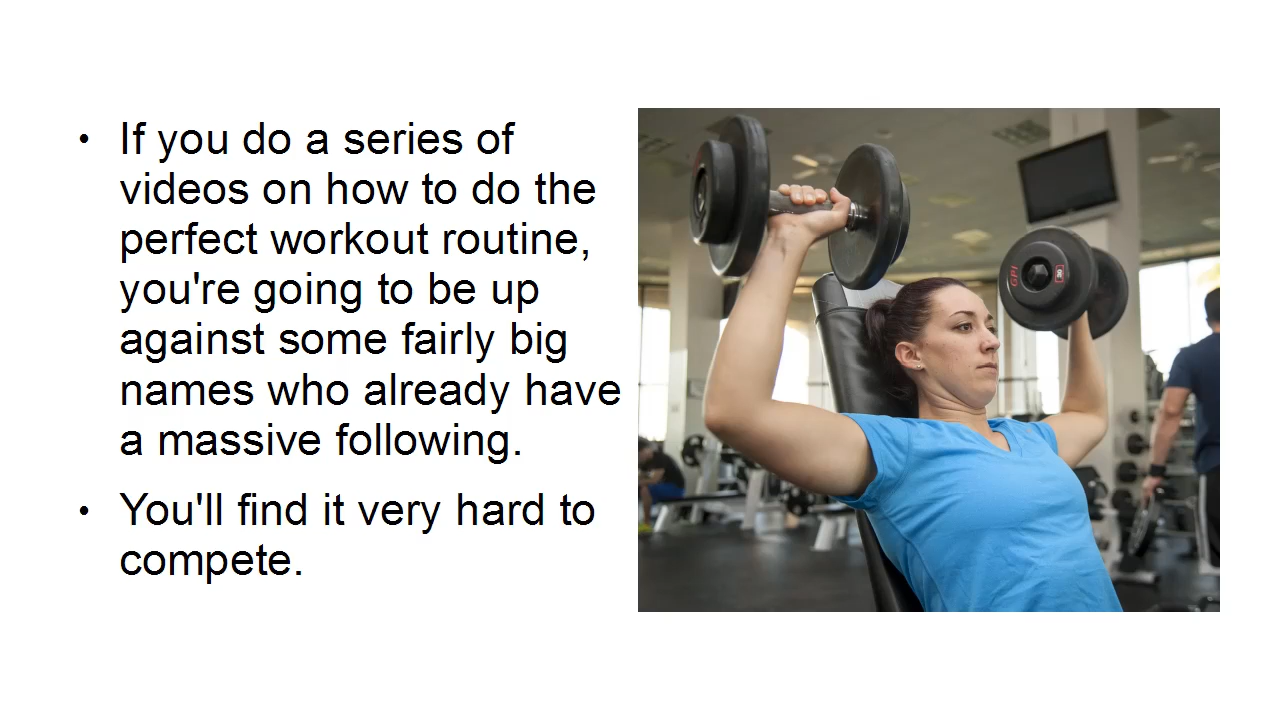 • If you do a series of
videos on how to do the
perfect workout routine,
you're going to be up
against some fairly big
names who already have
a massive following.
• You'll find it very hard to
compete.
GPI